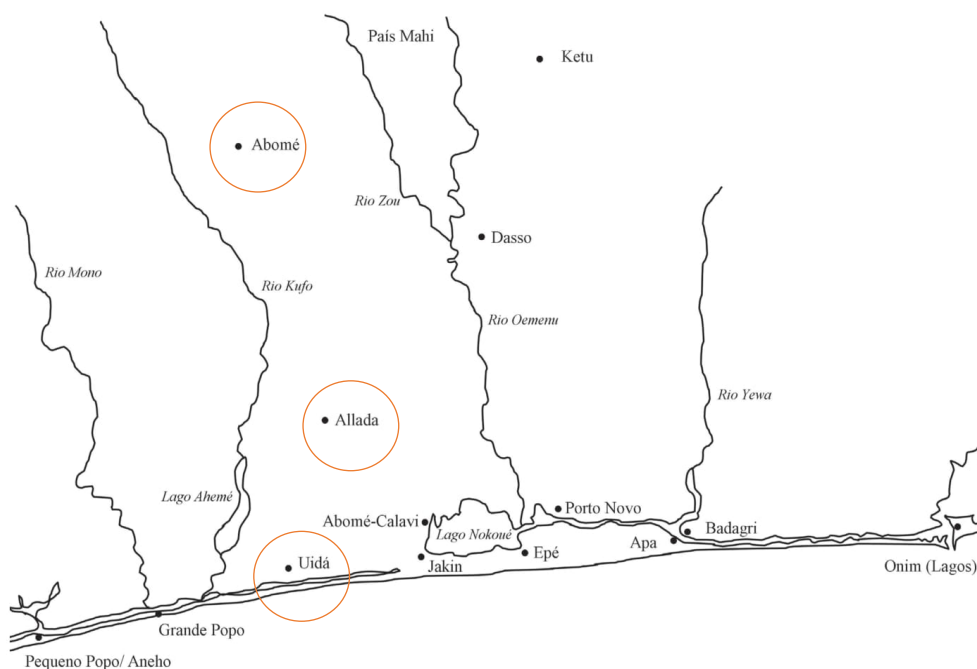 País Mahi
Ketu
Abomé
Rio Zou
Dasso
Rio Mono
Rio Kufo
Rio Oemenu
Rio Yewa
Allada
Lago Ahemé
Porto Novo
Abomé-Calavi
Lago Nokoué
Badagri
Apa
Epé
Jakin
Uidá
Onim (Lagos)
Grande Popo
Pequeno Popo/ Aneho